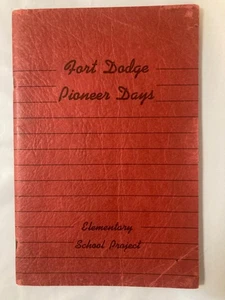 Fort Dodge
Pioneer Days
Elementary
School Project